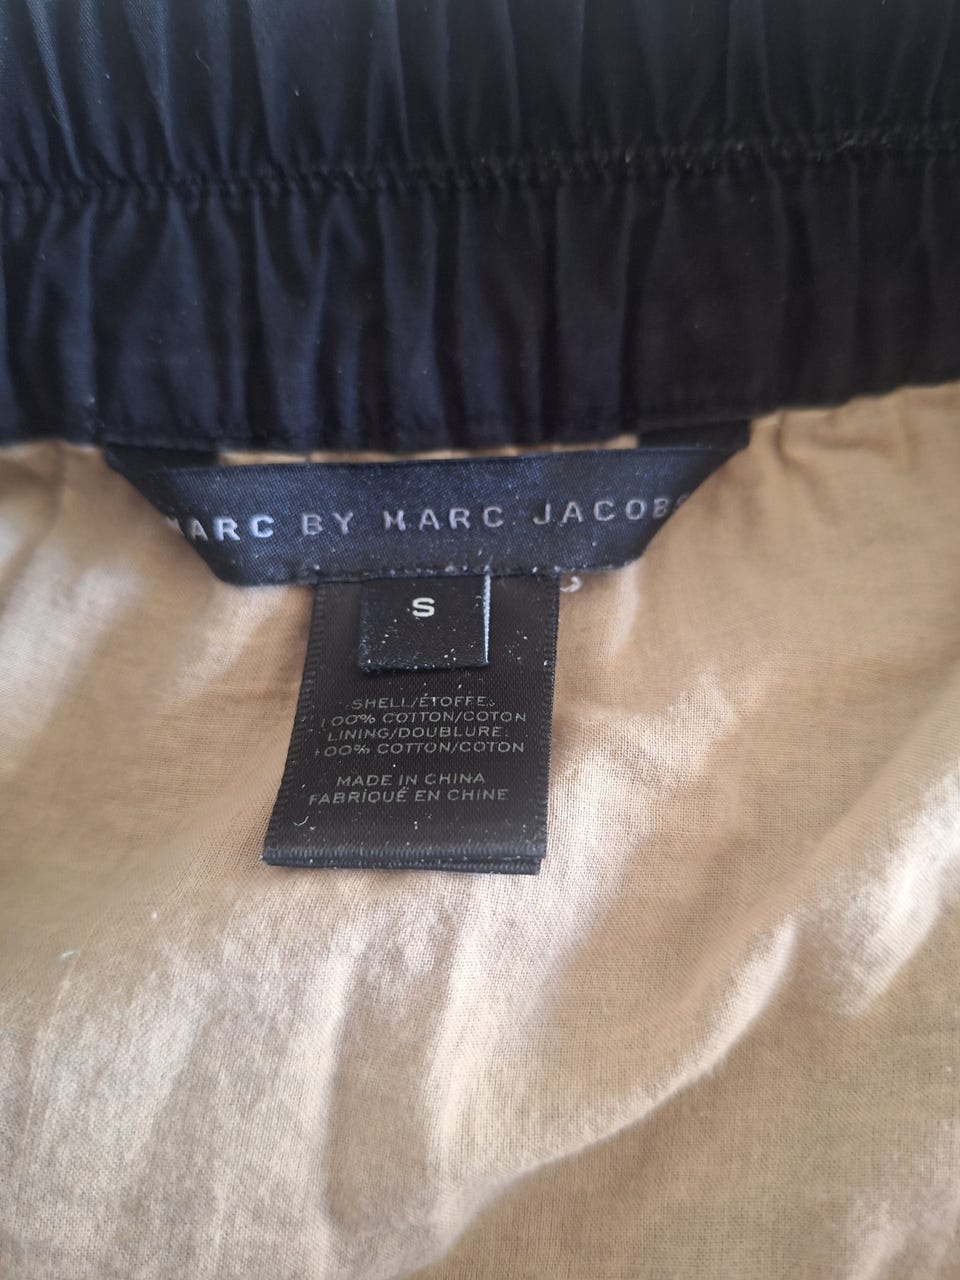 MARC BY MARC JACOBS
S
SHELL/ÉTOFFE:
100% COTTON/COTON
LINING/DOUBLURE:
100% COTTON/COTON
MADE IN CHINA
FABRIQUÉ EN CHINE